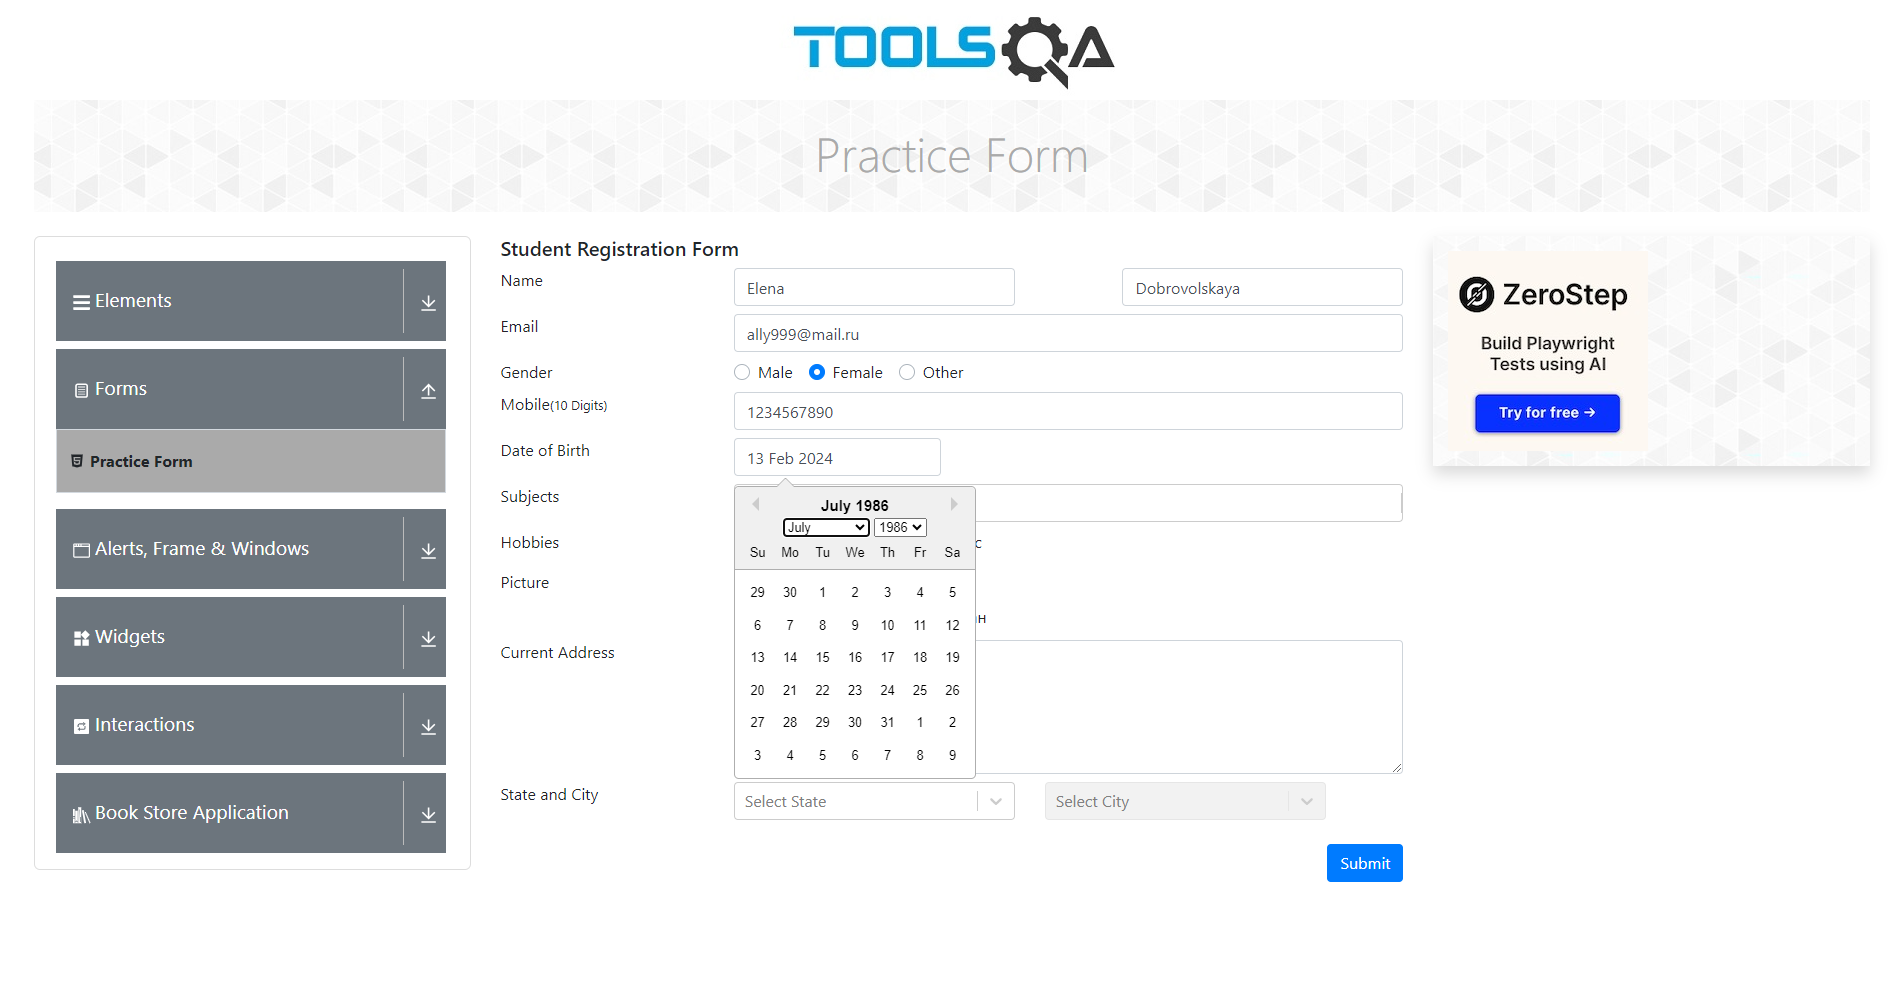 TOOLSQA
Practice Form
Elements
Forms
Practice Form
Alerts, Frame & Windows
Widgets
Interactions
Book Store Application
Student Registration Form
Name
Elena
Dobrovolskaya
Email
ally999@mail.ru
Gender
Male Female Other
Mobile(10 Digits)
1234567890
Date of Birth
13 Feb 2024
July 1986
July 1986
Su Mo Tu We Th Fr Sa
29 30 1 2 3 4 5
6 7 8 9 10 11 12
13 14 15 16 17 18 19
20 21 22 23 24 25 26
27 28 29 30 31 1 2
3 4 5 6 7 8 9
Subjects
Hobbies
Picture
Current Address
State and City
Select State
Select City
Submit
ZeroStep
Build Playwright
Tests using AI
Try for free →